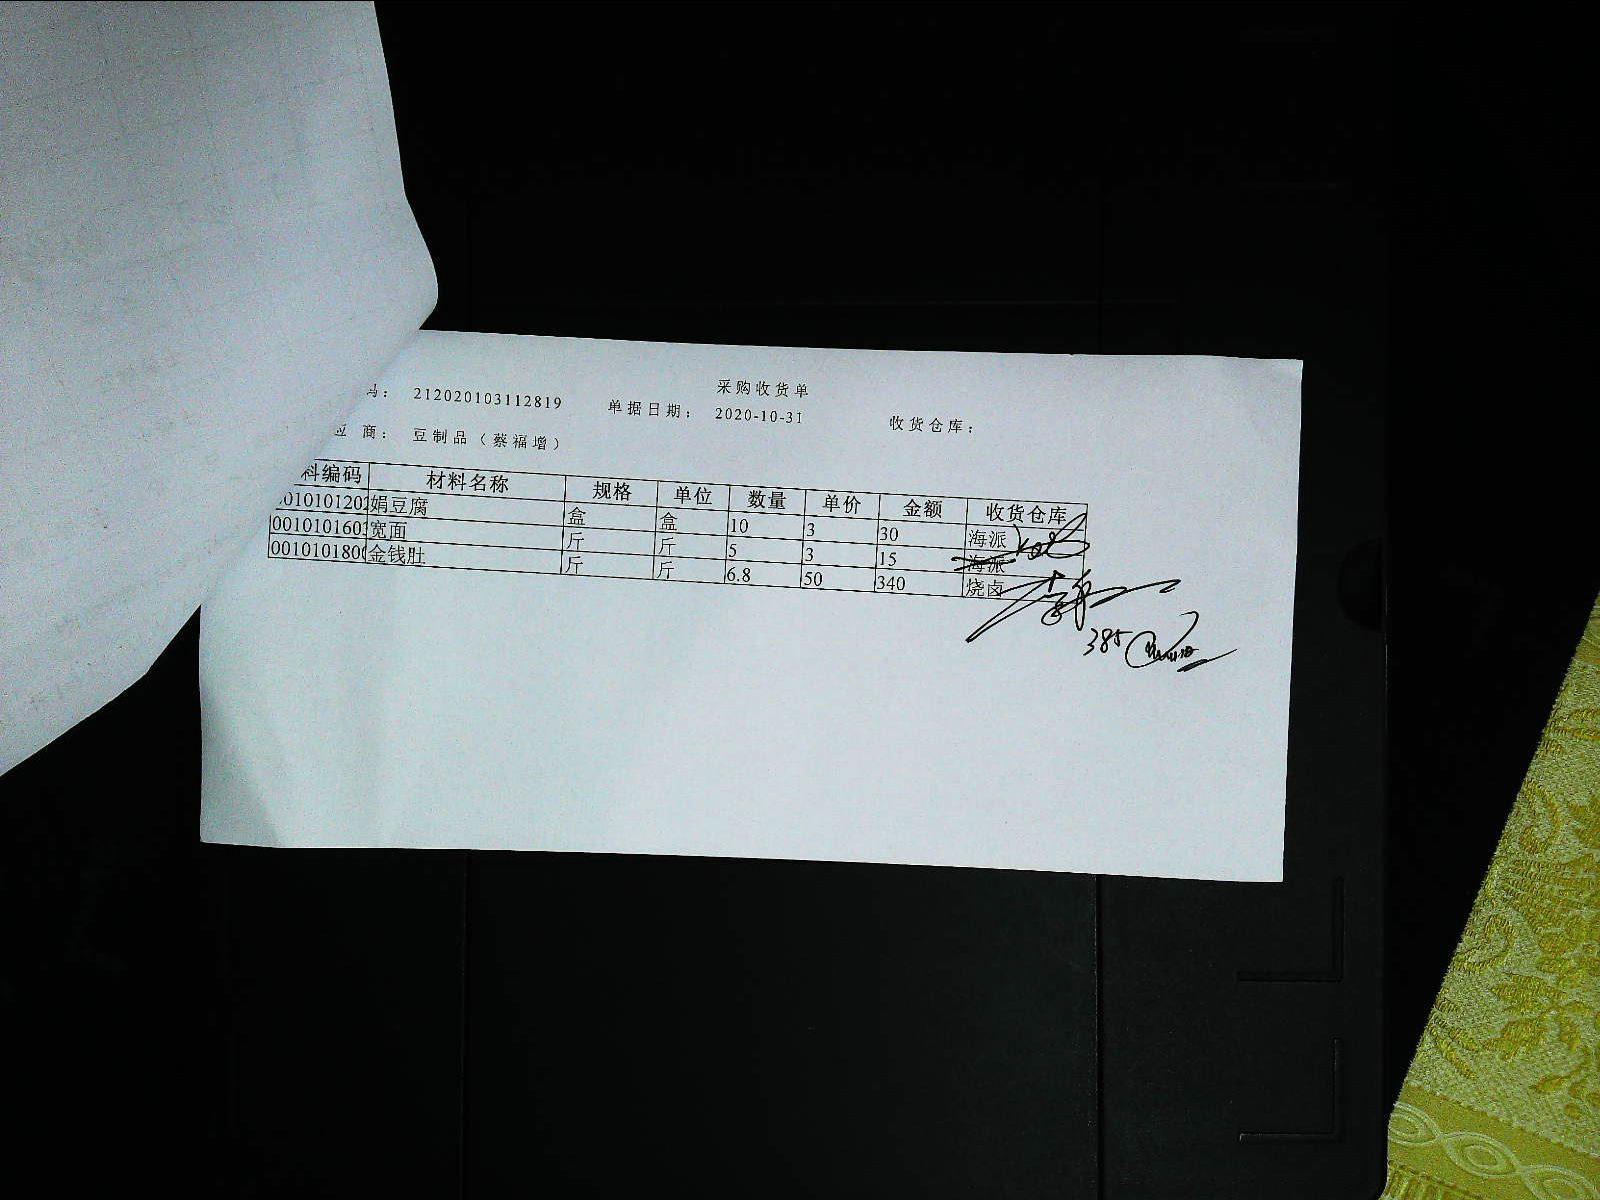 采购收货单
码： 212020103112819 单据日期： 2020-10-31 收货仓库：
应 商： 豆制品（蔡福增）
料编码 材料名称 规格 单位 数量 单价 金额 收货仓库
0010101202 娟豆腐 盒 盒 10 3 30 海派
0010101601 宽面 斤 斤 5 3 15 海派
001010180 金钱肚 斤 斤 6.8 50 340 烧卤
385